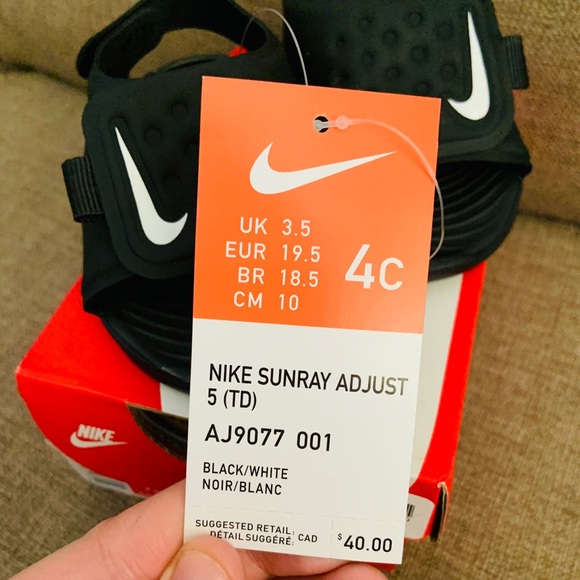 UK 3.5
EUR 19.5
BR 18.5
CM 10
4C
NIKE SUNRAY ADJUST
5 (TD)
AJ9077 001
BLACK/WHITE
NOIR/BLANC
SUGGESTED RETAIL: CAD
DÉTAIL SUGGÉRÉ:
$40.00
NIKE